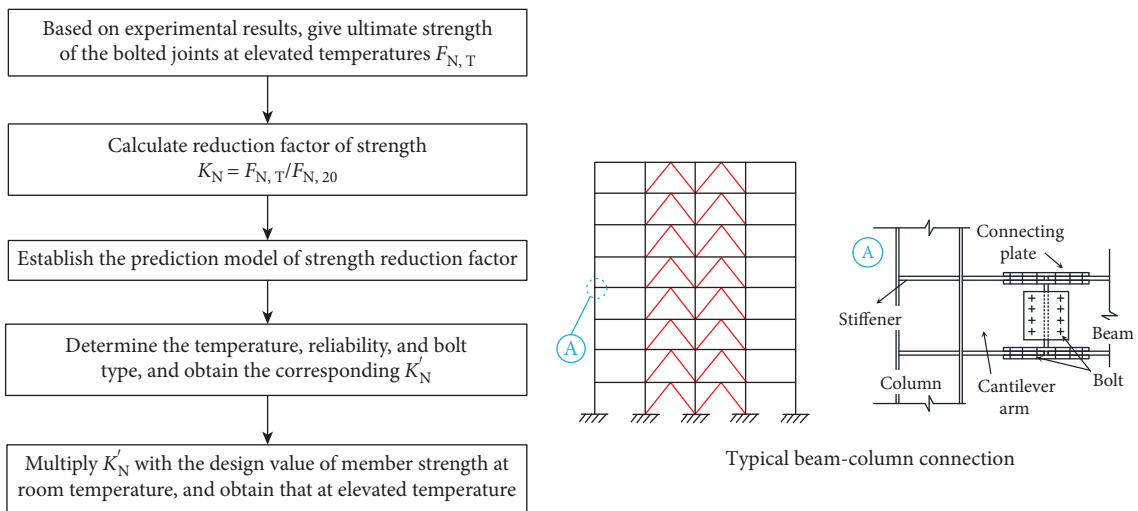 Based on experimental results, give ultimate strength
of the bolted joints at elevated temperatures F_N, T
Calculate reduction factor of strength
K_N = F_N, T/F_N, 20
Establish the prediction model of strength reduction factor
Determine the temperature, reliability, and bolt
type, and obtain the corresponding K'_N
Multiply K'_N with the design value of member strength at
room temperature, and obtain that at elevated temperature
A
A
Connecting
plate
Stiffener
Beam
Column
Cantilever
arm
Bolt
Typical beam-column connection